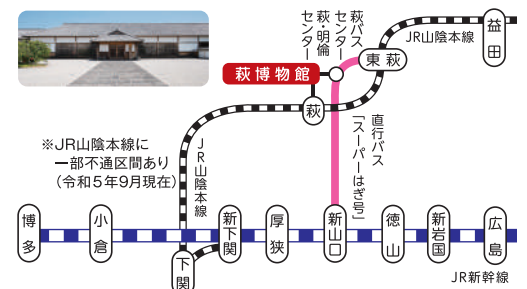 萩バス
センター
萩・明倫
センター
益田
JR山陰本線
東萩
萩博物館
萩
直行バス
「スーパーはぎ号」
※JR山陰本線に
一部不通区間あり
(令和5年9月現在)
JR山陰本線
博多
小倉
新下関
厚狭
新山口
徳山
新岩国
広島
下関
JR新幹線